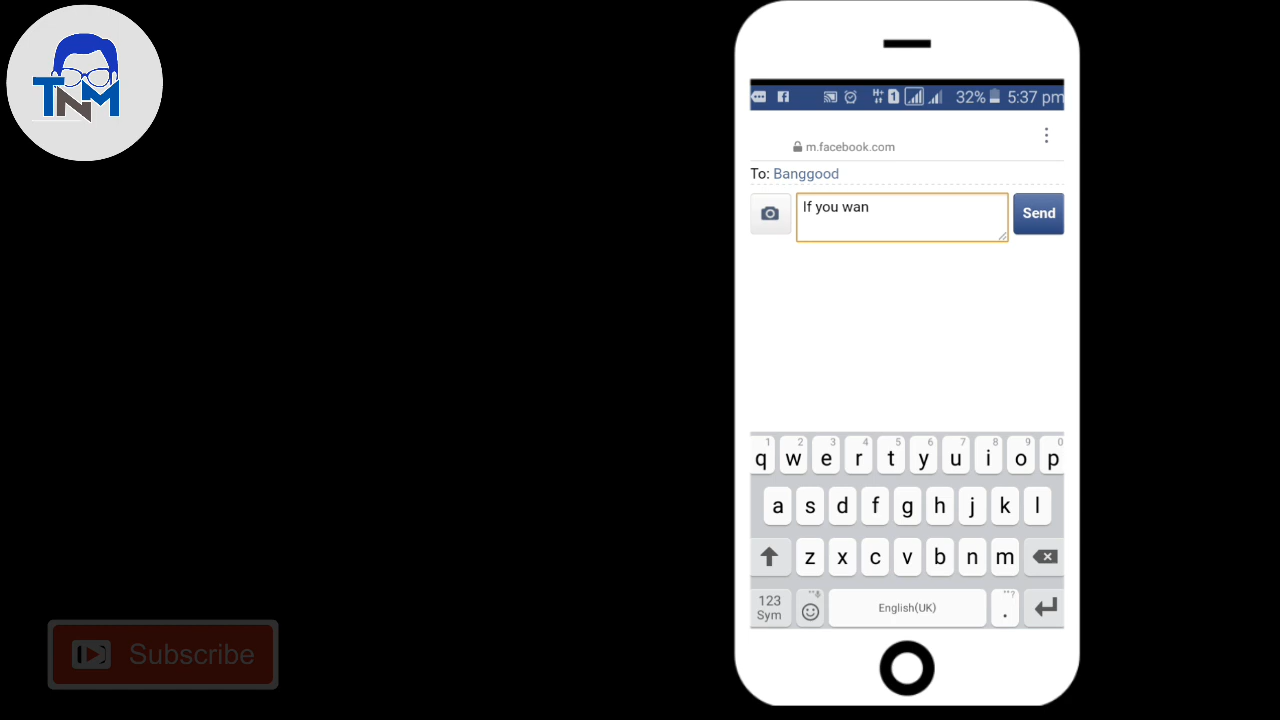 TNM
32% 5:37 pm
m.facebook.com
To: Banggood
If you wan
Send
1 2 3 4 5 6 7 8 9 0
q w e r t y u i o p
a s d f g h j k l
z x c v b n m
123
Sym
English(UK)
.
Subscribe